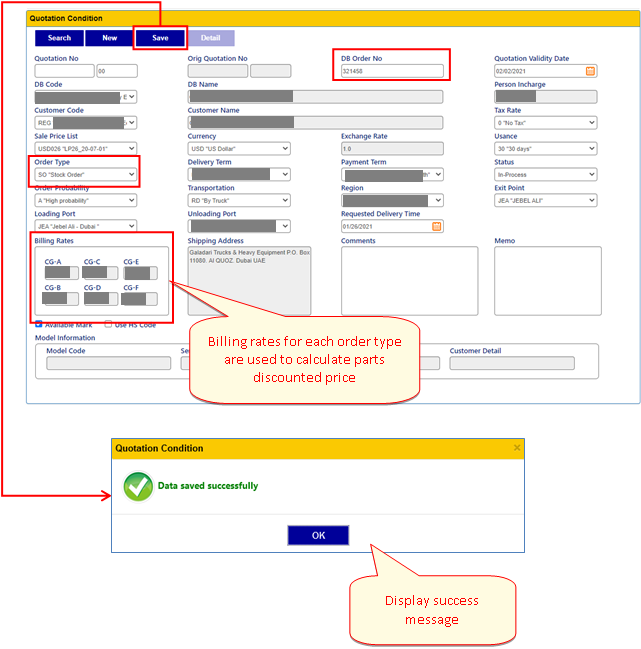 Quotation Condition
Search New Save Detail
Quotation No Orig Quotation No DB Order No Quotation Validity Date
00 321458 02/02/2021
DB Code DB Name Person Incharge
E
Customer Code Customer Name Tax Rate
REG 0 "No Tax"
Sale Price List Currency Exchange Rate Usance
USD026 "LP26_20-07-01" USD "US Dollar" 1.0 30 "30 days"
Order Type Delivery Term Payment Term Status
SO "Stock Order" th" In-Process
Order Probability Transportation Region Exit Point
A "High probability" RD "By Truck" JEA "JEBEL ALI"
Loading Port Unloading Port Requested Delivery Time
JEA "Jebel Ali - Dubai" 01/26/2021
Billing Rates Shipping Address Comments Memo
Galadari Trucks & Heavy Equipment P.O. Box
11080. Al QUOZ. Dubai UAE
CG-A CG-C CG-E
CG-B CG-D CG-F
Available Mark Use HS Code
Model Information
Model Code Se Customer Detail
Billing rates for each order type
are used to calculate parts
discounted price
Quotation Condition ×
Data saved successfully
OK
Display success
message